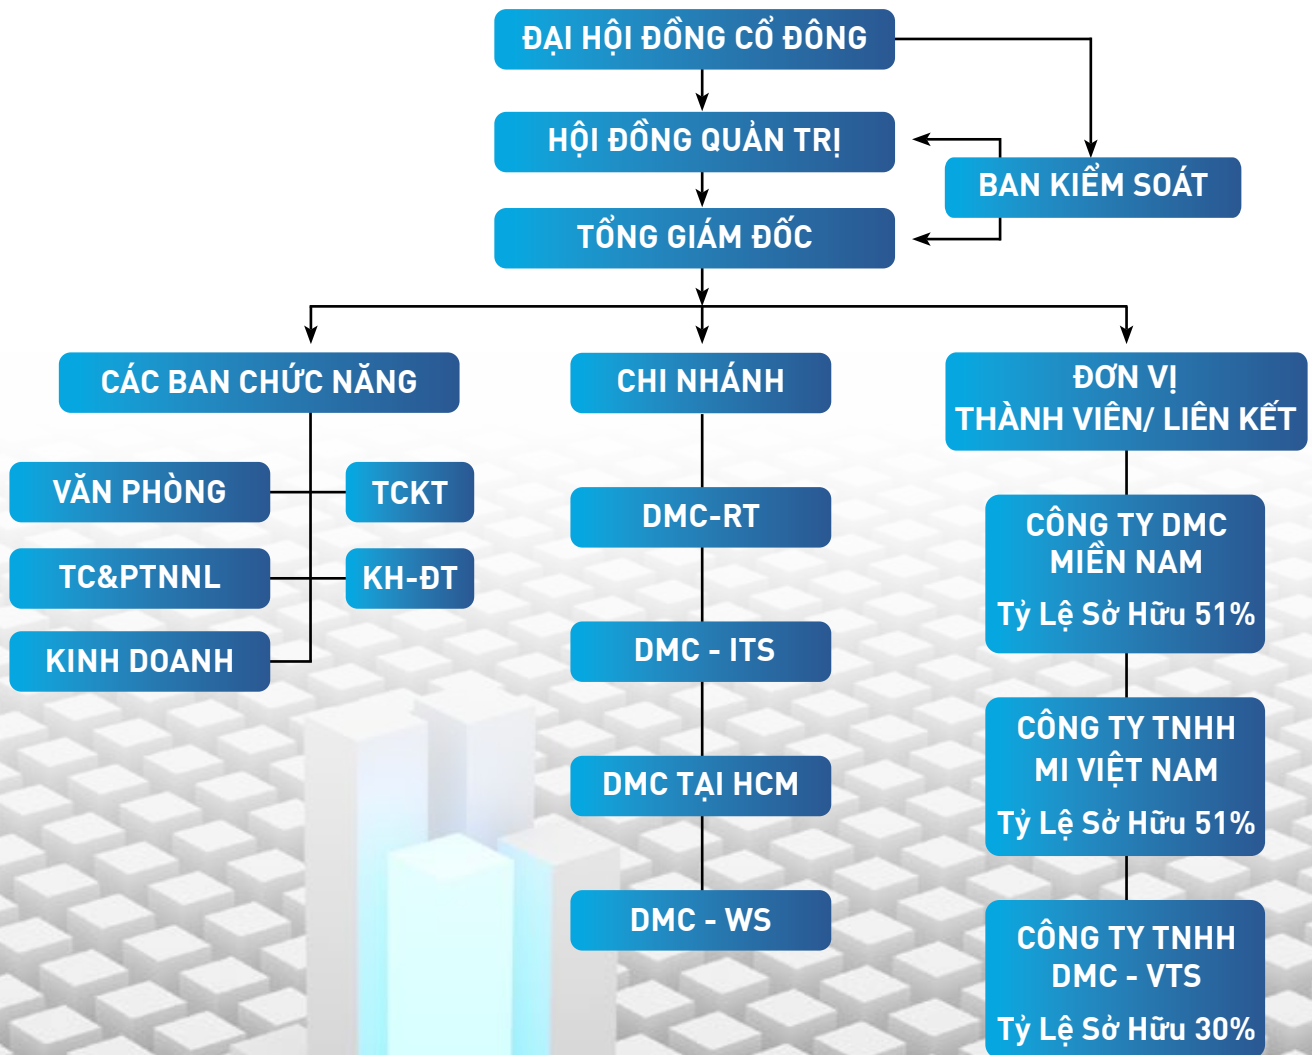 ĐẠI HỘI ĐỒNG CỔ ĐÔNG
HỘI ĐỒNG QUẢN TRỊ
BAN KIỂM SOÁT
TỔNG GIÁM ĐỐC
CÁC BAN CHỨC NĂNG
VĂN PHÒNG
TCKT
TC&PTNNL
KH-ĐT
KINH DOANH
CHI NHÁNH
DMC-RT
DMC - ITS
DMC TẠI HCM
DMC - WS
ĐƠN VỊ
THÀNH VIÊN/ LIÊN KẾT
CÔNG TY DMC
MIỀN NAM
Tỷ Lệ Sở Hữu 51%
CÔNG TY TNHH
MI VIỆT NAM
Tỷ Lệ Sở Hữu 51%
CÔNG TY TNHH
DMC - VTS
Tỷ Lệ Sở Hữu 30%